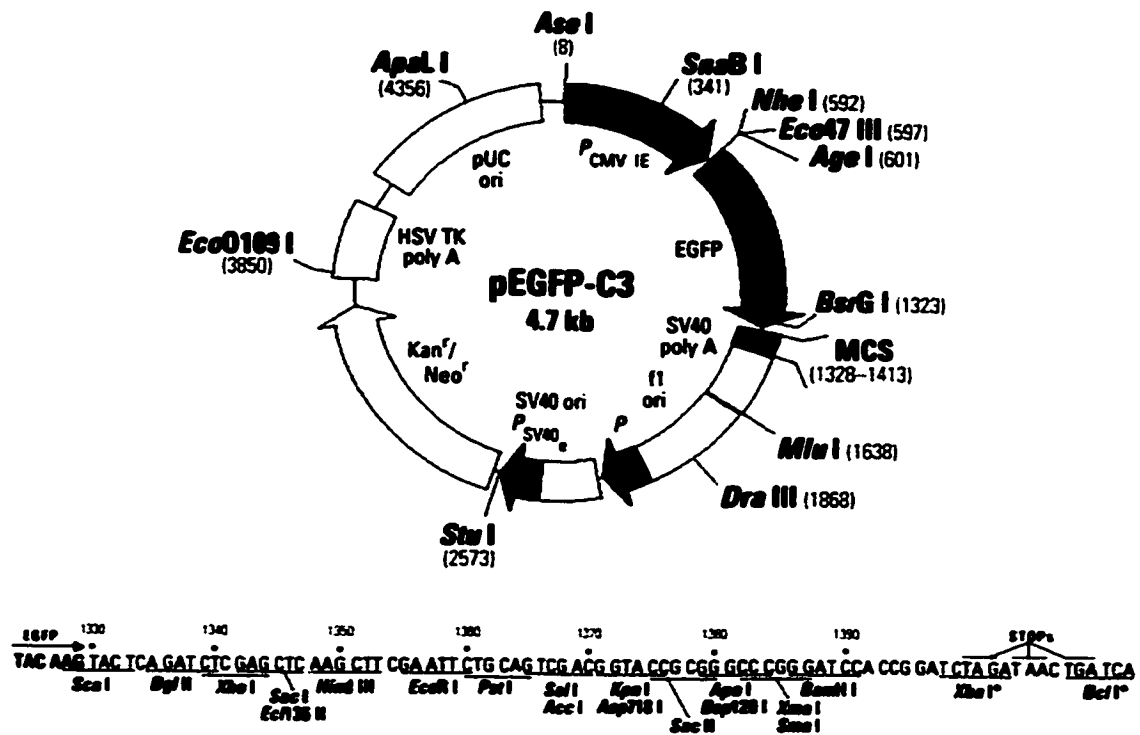 Ase I
(8)
ApaL I
(4356)
SnaB I
(341)
Nhe I (592)
Eco47 III (597)
Age I (601)
pUC
ori
P CMV IE
HSV TK
poly A
EcoO109 I
(3850)
EGFP
pEGFP-C3
4.7 kb
BsrG I (1323)
SV40
poly A
MCS
(1328–1413)
Kanr/
Neor
f1
ori
SV40 ori
P SV40e
P
Mlu I (1638)
Dra III (1868)
Stu I
(2573)
EGFP 1330 1340 1350 1360 1370 1380 1390 STOPs
TAC AAG TACT CA GAT CTC GAG CTC AAG CTT CGA ATT CTG CAG TCG ACG GTA CCG CGG GCC CGG GAT CCA CCG GAT CTA GAT AAC TGA TCA
Sca I Bgl II Xho I Sac I Hind III EcoR I Pst I Sal I Kpn I Apa I BamH I Xba I* Bcl I*
Ecl136 II Acc I Asp718 I Bsp120 I Xma I
Sac II Sma I